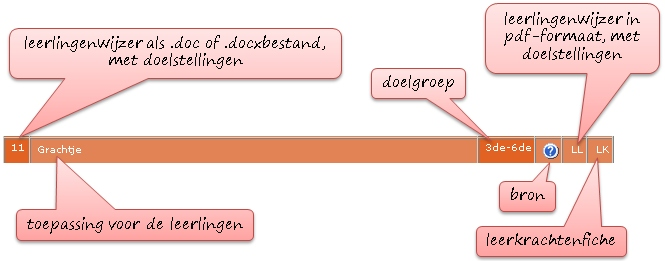 leerlingenwijzer als .doc of .docxbestand,
met doelstellingen
doelgroep
leerlingenwijzer in
pdf-formaat, met
doelstellingen
11 Grachtje 3de-6de ? LL LK
toepassing voor de leerlingen
bron
leerkrachtenfiche